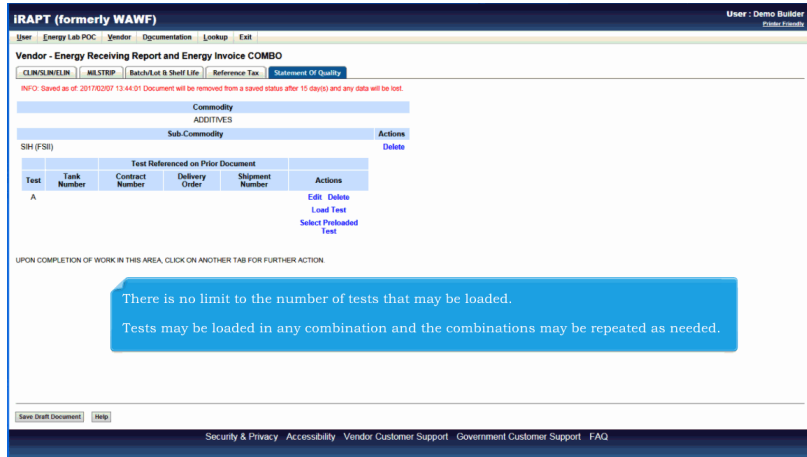 iRAPT (formerly WAWF)
User : Demo Builder
Printer Friendly
User Energy Lab POC Vendor Documentation Lookup Exit
Vendor - Energy Receiving Report and Energy Invoice COMBO
CLIN/SLIN/ELIN MILSTRIP Batch/Lot & Shelf Life Reference Tax Statement Of Quality
INFO: Saved as of: 2017/02/07 13:44:01 Document will be removed from a saved status after 15 day(s) and any data will be lost.
Commodity
ADDITIVES
Sub-Commodity Actions
SIH (FSII) Delete
Test Referenced on Prior Document
Test Tank Number Contract Number Delivery Order Shipment Number Actions
A Edit Delete
Load Test
Select Preloaded
Test
UPON COMPLETION OF WORK IN THIS AREA, CLICK ON ANOTHER TAB FOR FURTHER ACTION.
There is no limit to the number of tests that may be loaded.
Tests may be loaded in any combination and the combinations may be repeated as needed.
Save Draft Document Help
Security & Privacy Accessibility Vendor Customer Support Government Customer Support FAQ